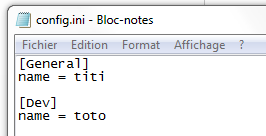 config.ini - Bloc-notes
Fichier Edition Format Affichage ?
[General]
name = titi
[Dev]
name = toto